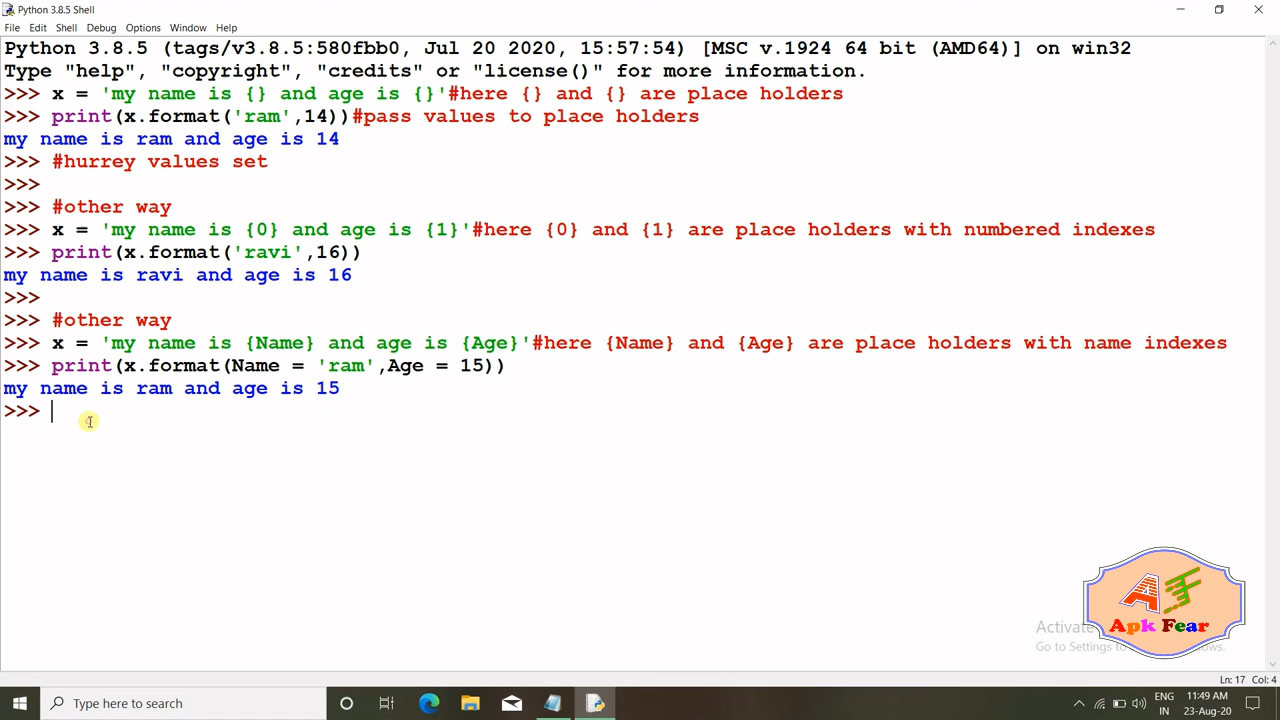 Python 3.8.5 Shell
File Edit Shell Debug Options Window Help
Python 3.8.5 (tags/v3.8.5:580fbb0, Jul 20 2020, 15:57:54) [MSC v.1924 64 bit (AMD64)] on win32
Type "help", "copyright", "credits" or "license()" for more information.
>>> x = 'my name is {} and age is {}'#here {} and {} are place holders
>>> print(x.format('ram',14))#pass values to place holders
my name is ram and age is 14
>>> #hurrey values set
>>>
>>> #other way
>>> x = 'my name is {0} and age is {1}'#here {0} and {1} are place holders with numbered indexes
>>> print(x.format('ravi',16))
my name is ravi and age is 16
>>>
>>> #other way
>>> x = 'my name is {Name} and age is {Age}'#here {Name} and {Age} are place holders with name indexes
>>> print(x.format(Name = 'ram',Age = 15))
my name is ram and age is 15
>>>
AF
Apk Fear
Activate
Go to Settings to
Ln: 17 Col: 4
Type here to search
ENG
IN
11:49 AM
23-Aug-20